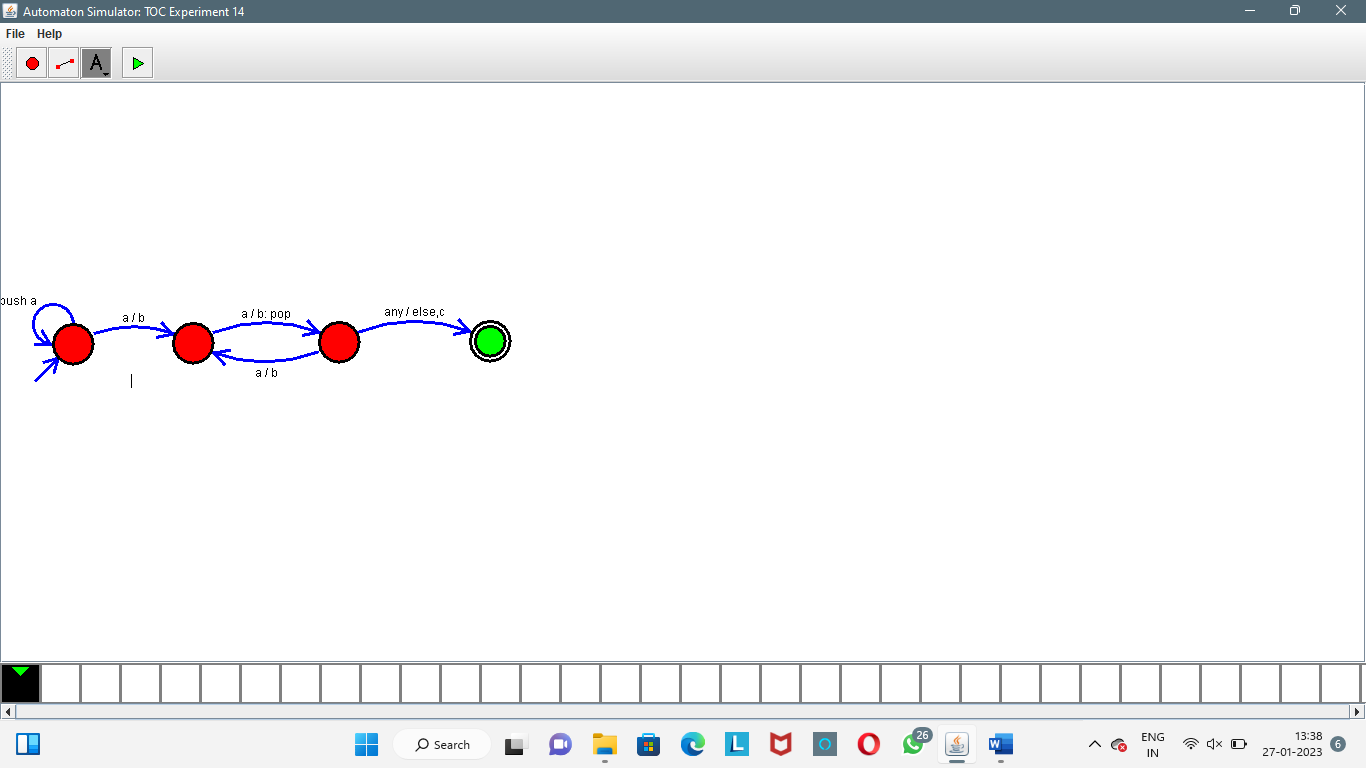 Automaton Simulator: TOC Experiment 14
File Help
A
push a
a / b
a / b: pop
any / else,c
a / b
Search
L
26
W
ENG
IN
13:38
27-01-2023
6